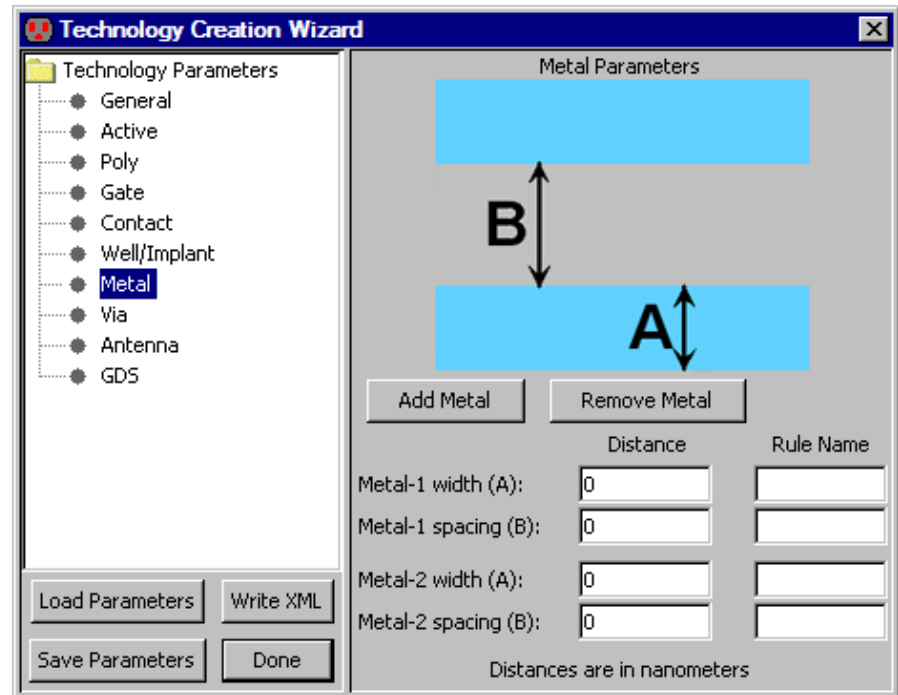 Technology Creation Wizard
Technology Parameters
General
Active
Poly
Gate
Contact
Well/Implant
Metal
Via
Antenna
GDS
Load Parameters
Write XML
Save Parameters
Done
Metal Parameters
B
A
Add Metal
Remove Metal
Distance Rule Name
Metal-1 width (A): 0
Metal-1 spacing (B): 0
Metal-2 width (A): 0
Metal-2 spacing (B): 0
Distances are in nanometers